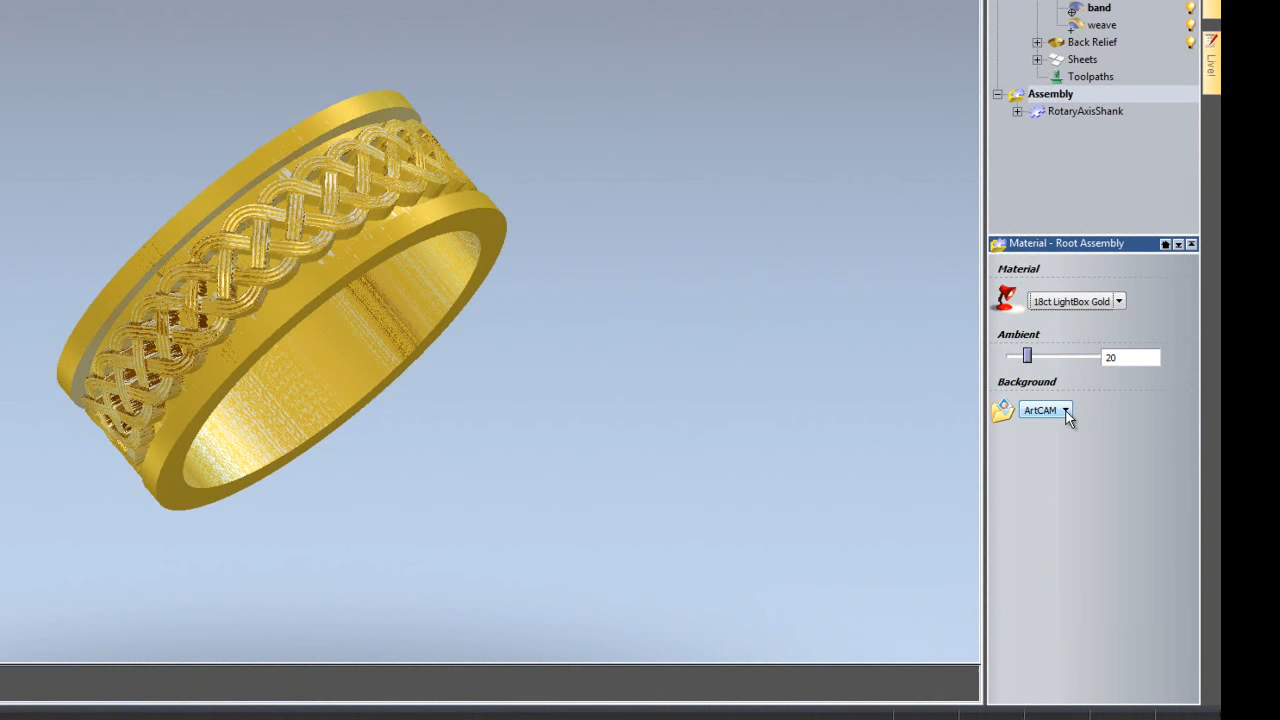 band
weave
Back Relief
Sheets
Toolpaths
Assembly
RotaryAxisShank
Live!
Material - Root Assembly
Material
18ct LightBox Gold
Ambient
20
Background
ArtCAM